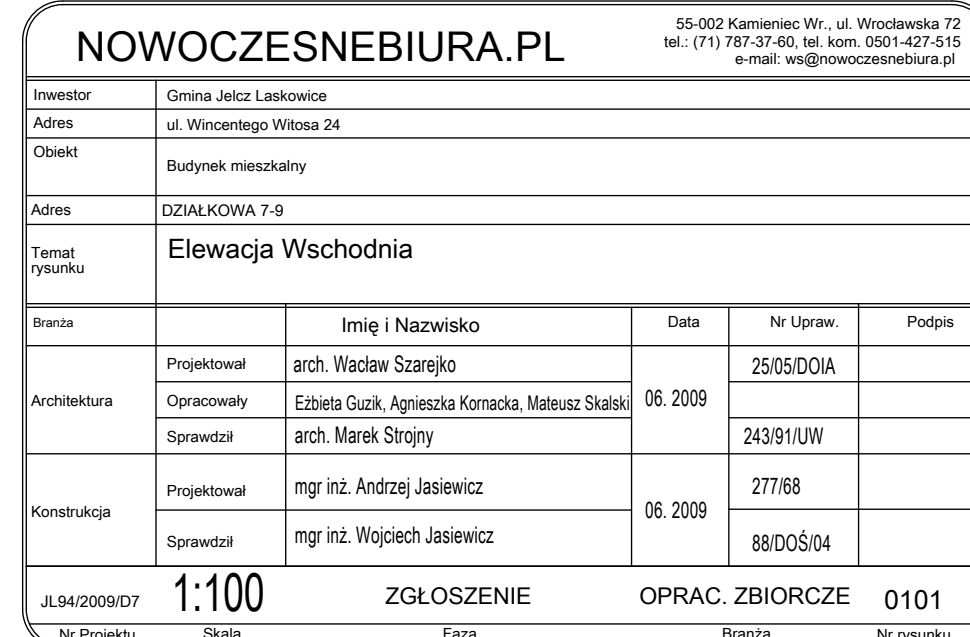 NOWOCZESNEBIURA.PL
55-002 Kamieniec Wr., ul. Wrocławska 72
tel.: (71) 787-37-60, tel. kom. 0501-427-515
e-mail: ws@nowoczesnebiura.pl
Inwestor Gmina Jelcz Laskowice
Adres ul. Wincentego Witosa 24
Obiekt Budynek mieszkalny
Adres DZIAŁKOWA 7-9
Temat
rysunku
Elewacja Wschodnia
Branża Imię i Nazwisko Data Nr Upraw. Podpis
Architektura
Projektował arch. Wacław Szarejko 25/05/DOIA
Opracowały Eżbieta Guzik, Agnieszka Kornacka, Mateusz Skalski 06. 2009
Sprawdził arch. Marek Strojny 243/91/UW
Konstrukcja
Projektował mgr inż. Andrzej Jasiewicz 277/68
06. 2009
Sprawdził mgr inż. Wojciech Jasiewicz 88/DOŚ/04
JL94/2009/D7 1:100 ZGŁOSZENIE OPRAC. ZBIORCZE 0101
Nr Projektu Skala Faza Branża Nr rysunku